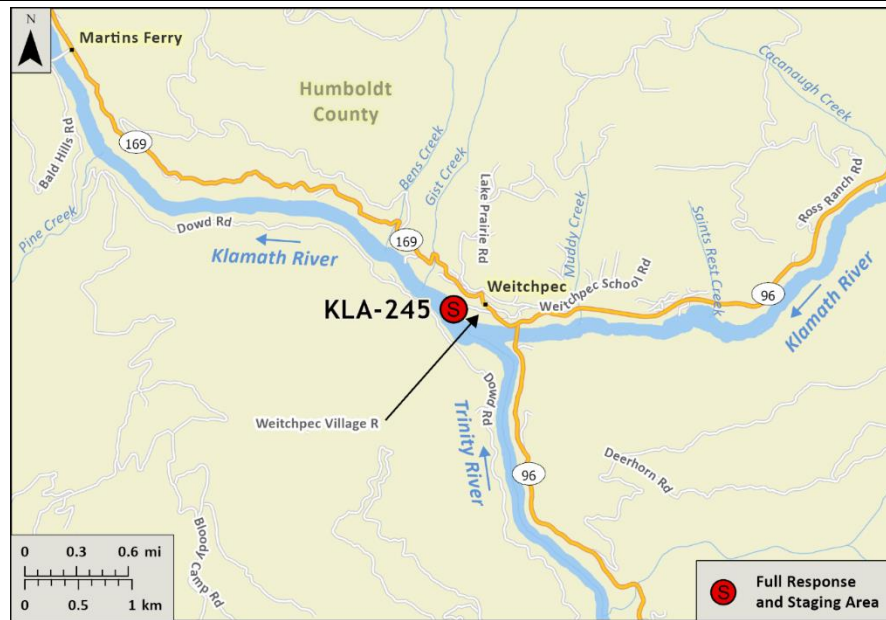 N
Martins Ferry
Humboldt
County
Cacanaugh Creek
169
Bald Hills Rd
Bens Creek
Gist Creek
Lake Prairie Rd
Ross Ranch Rd
Pine Creek
Dowd Rd
Klamath River
169
Muddy Creek
Saints Rest Creek
Weitchpec
Weitchpec School Rd
96
Klamath River
KLA-245
S
Weitchpec Village R
Dowd Rd
Trinity River
96
Deerhorn Rd
Bloody Camp Rd
0 0.3 0.6 mi
0 0.5 1 km
S
Full Response
and Staging Area